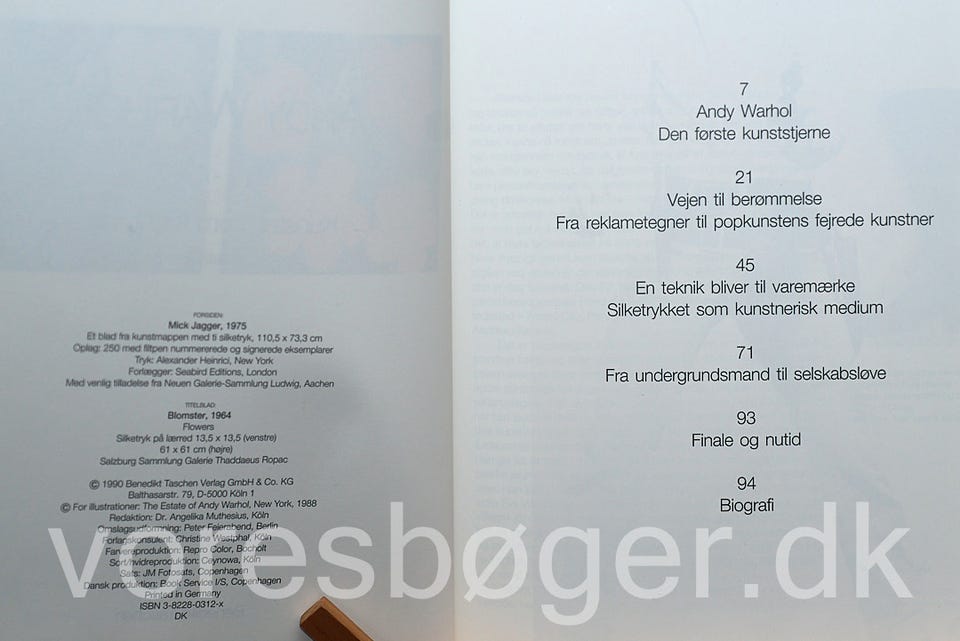 FORSIDEN:
Mick Jagger, 1975
Et blad fra kunstmappen med ti silketryk, 110,5 x 73,3 cm
Oplag: 250 med filtpen nummererede og signerede eksemplarer
Tryk: Alexander Heinrici, New York
Forlægger: Seabird Editions, London
Med venlig tilladelse fra Neuen Galerie-Sammlung Ludwig, Aachen
TITELBLAD:
Blomster, 1964
Flowers
Silketryk på lærred 13,5 x 13,5 (venstre)
61 x 61 cm (højre)
Salzburg Sammlung Galerie Thaddaeus Ropac
© 1990 Benedikt Taschen Verlag GmbH & Co. KG
Balthasarstr. 79, D-5000 Köln 1
© For illustrationer: The Estate of Andy Warhol, New York, 1988
Redaktion: Dr. Angelika Muthesius, Köln
Omslagsudformning: Peter Feierabend, Berlin
Forlagskonsulent: Christine Westphal, Köln
Farvereproduktion: Repro Color, Bocholt
Sort/hvidreproduktion: Ceynowa, Köln
Sats: JM Fotosats, Copenhagen
Dansk produktion: Book Service I/S, Copenhagen
Printed in Germany
ISBN 3-8228-0312-x
DK
7
Andy Warhol
Den første kunststjerne
21
Vejen til berømmelse
Fra reklametegner til popkunstens fejrede kunstner
45
En teknik bliver til varemærke
Silketrykket som kunstnerisk medium
71
Fra undergrundsmand til selskabsløve
93
Finale og nutid
94
Biografi
voresbøger.dk